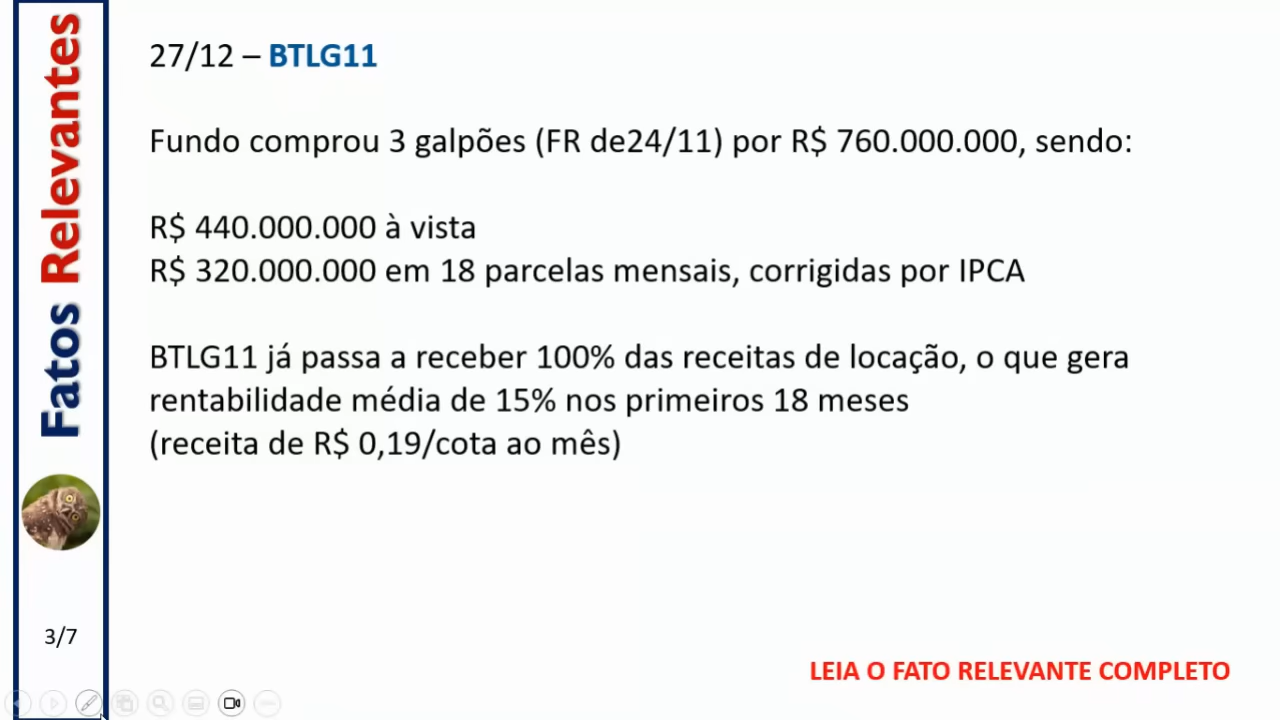 Fatos Relevantes
27/12 – BTLG11
Fundo comprou 3 galpões (FR de24/11) por R$ 760.000.000, sendo:
R$ 440.000.000 à vista
R$ 320.000.000 em 18 parcelas mensais, corrigidas por IPCA
BTLG11 já passa a receber 100% das receitas de locação, o que gera
rentabilidade média de 15% nos primeiros 18 meses
(receita de R$ 0,19/cota ao mês)
3/7
LEIA O FATO RELEVANTE COMPLETO